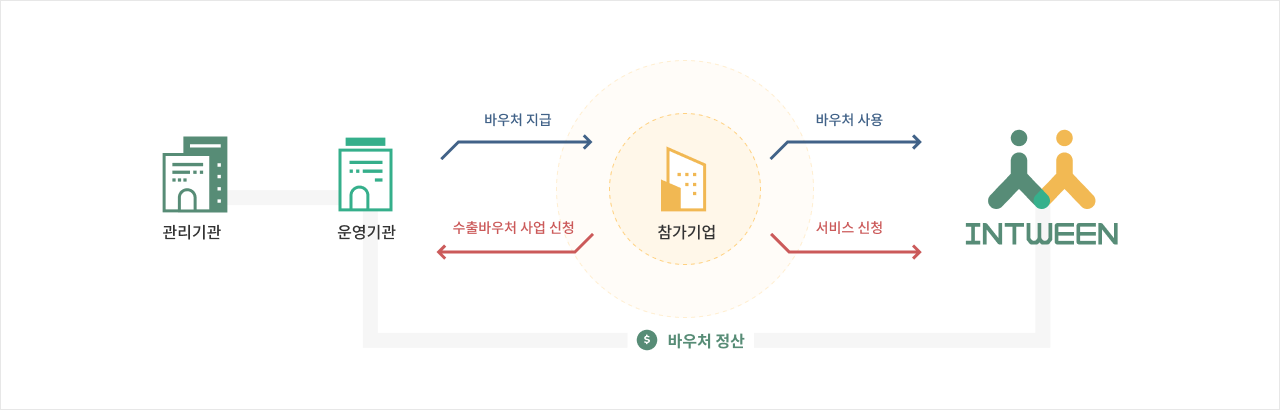 바우처 지급
바우처 사용
수출바우처 사업 신청
서비스 신청
관리기관
운영기관
참가기업
INTWEEN
$ 바우처 정산